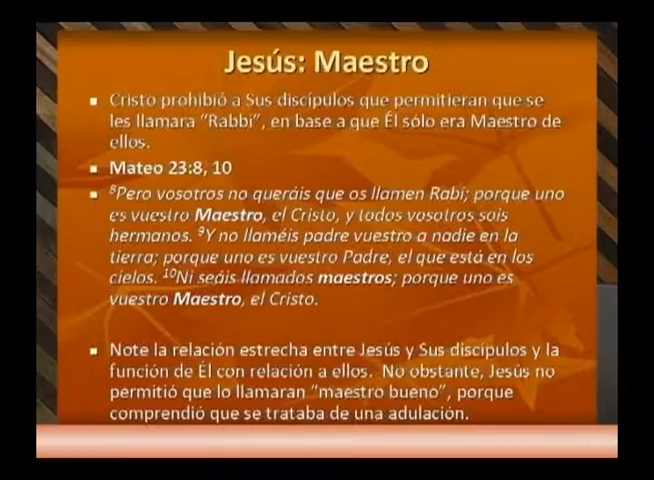 Jesús: Maestro
Cristo prohibió a Sus discípulos que permitieran que se
les llamara "Rabbi", en base a que Él sólo era Maestro de
ellos.
Mateo 23:8, 10
⁸Pero vosotros no queráis que os llamen Rabí; porque uno
es vuestro Maestro, el Cristo, y todos vosotros sois
hermanos. ⁹Y no llaméis padre vuestro a nadie en la
tierra; porque uno es vuestro Padre, el que está en los
cielos. ¹⁰Ni seáis llamados maestros; porque uno es
vuestro Maestro, el Cristo.
Note la relación estrecha entre Jesús y Sus discipulos y la
función de Él con relación a ellos. No obstante, Jesús no
permitió que lo llamaran "maestro bueno", porque
comprendió que se trataba de una adulación.